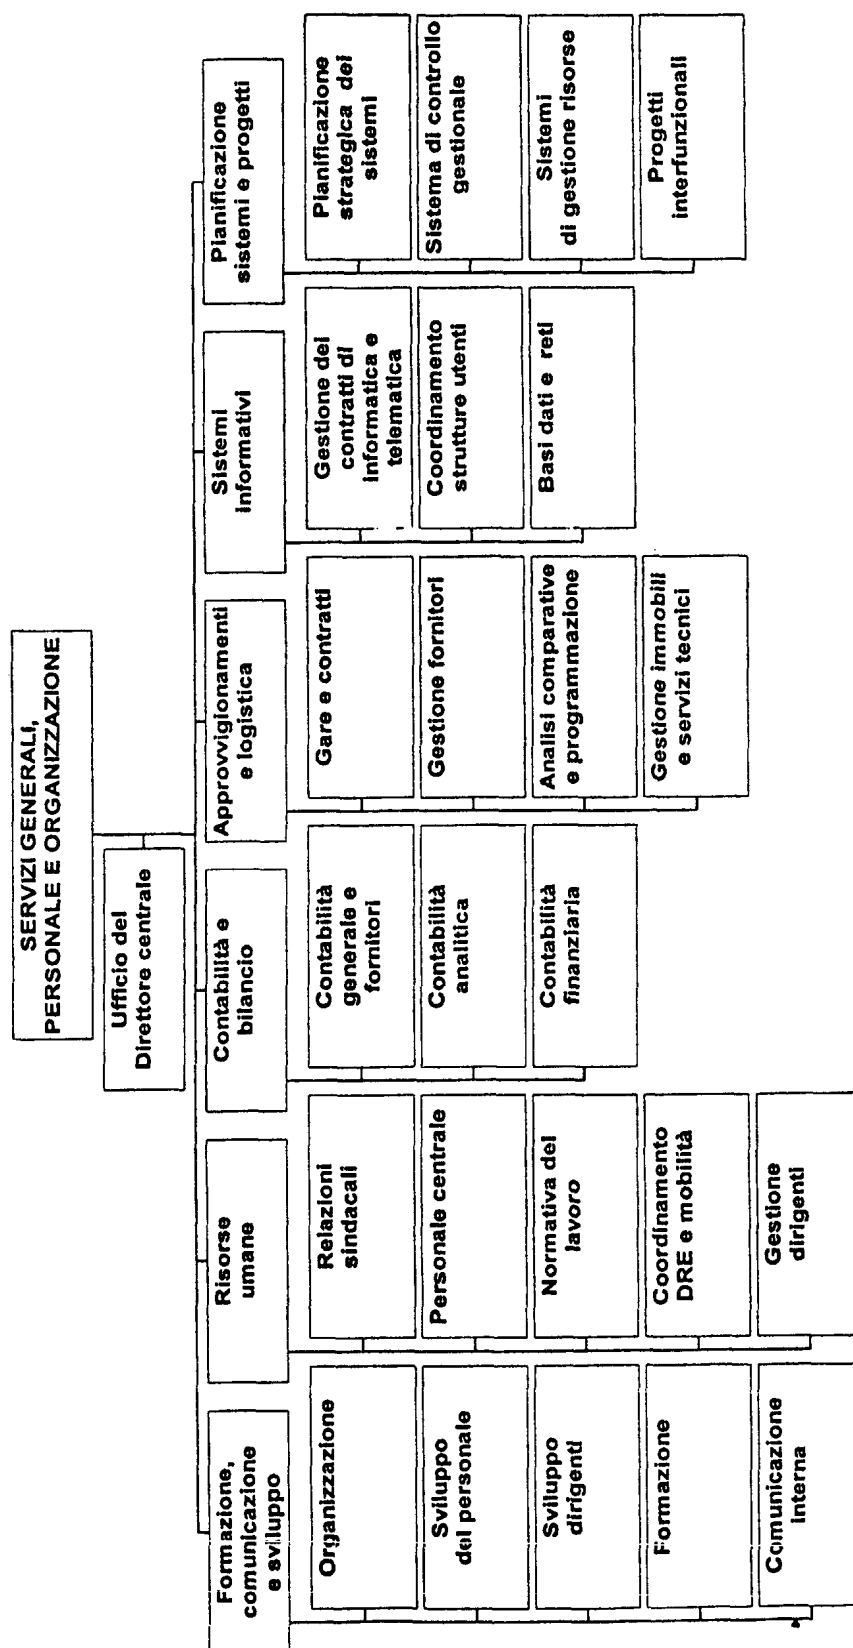 SERVIZI GENERALI,
PERSONALE E ORGANIZZAZIONE
Ufficio del
Direttore centrale
Formazione,
comunicazione
e sviluppo
Organizzazione
Sviluppo
del personale
Sviluppo
dirigenti
Formazione
Comunicazione
interna
Risorse
umane
Relazioni
sindacali
Personale centrale
Normativa del
lavoro
Coordinamento
DRE e mobilità
Gestione
dirigenti
Contabilità e
bilancio
Contabilità
generale e
fornitori
Contabilità
analitica
Contabilità
finanziaria
Approvvigionamenti
e logistica
Gare e contratti
Gestione fornitori
Analisi comparative
e programmazione
Gestione immobili
e servizi tecnici
Sistemi
informativi
Gestione dei
contratti di
informatica e
telematica
Coordinamento
strutture utenti
Basi dati e reti
Pianificazione
sistemi e progetti
Pianificazione
strategica dei
sistemi
Sistema di controllo
gestionale
Sistemi
di gestione risorse
Progetti
interfunzionali